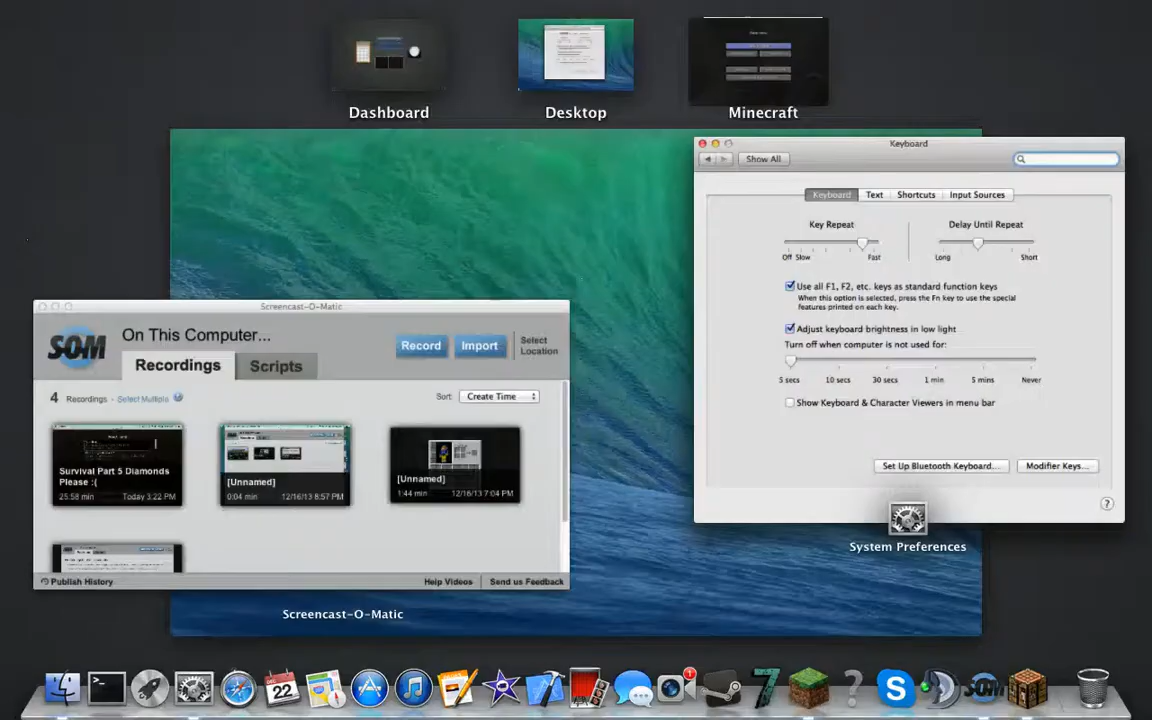 Dashboard
Desktop
Minecraft
Keyboard
Show All
Keyboard
Text
Shortcuts
Input Sources
Key Repeat
Delay Until Repeat
Off Slow
Fast
Long
Short
Use all F1, F2, etc. keys as standard function keys
When this option is selected, press the Fn key to use the special
features printed on each key.
Adjust keyboard brightness in low light
Turn off when computer is not used for:
5 secs
10 secs
30 secs
1 min
5 mins
Never
Show Keyboard & Character Viewers in menu bar
Set Up Bluetooth Keyboard...
Modifier Keys...
?
System Preferences
Screencast-O-Matic
SOM
On This Computer...
Record
Import
Select
Location
Recordings
Scripts
4 Recordings - Select Multiple
Sort: Create Time
Survival Part 5 Diamonds
Please :(
25:58 min
Today 3:22 PM
[Unnamed]
0:04 min
12/16/13 8:57 PM
[Unnamed]
1:44 min
12/16/13 7:04 PM
Publish History
Help Videos
Send us Feedback
Screencast-O-Matic
DEC
22
1
7
?
S
SOM